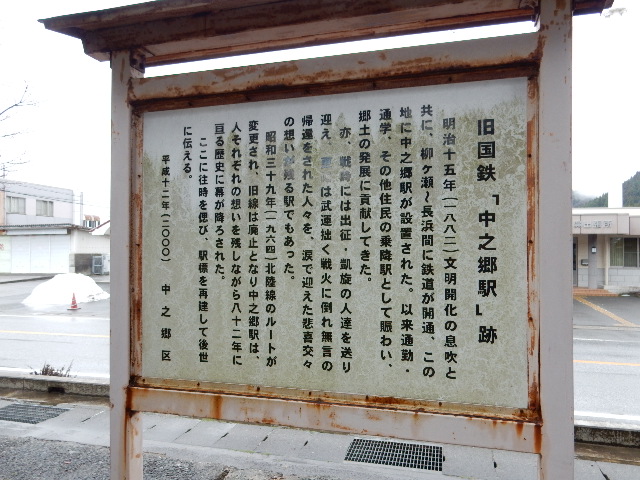 旧国鉄「中之郷駅」跡
明治十五年(一八八二)文明開化の息吹と
共に、柳ヶ瀬〜長浜間に鉄道が開通、この
地に中之郷駅が設置された。以来通勤・
通学、その他住民の乗降駅として賑わい、
郷土の発展に貢献してきた。
亦、戦時には出征・凱旋の人達を送り
迎え、には武運拙く戦火に倒れ無言の
帰還をされた人々を、涙で迎えた悲喜交々
の想いが残る駅でもあった。
昭和三十九年(一九六四)北陸線のルートが
変更され、旧線は廃止となり中之郷駅は、
人それぞれの想いを残しながら八十二年に
亘る歴史に幕が降ろされた。
ここに往時を偲び、駅標を再建して後世
に伝える。
平成十二年(二〇〇〇) 中之郷区